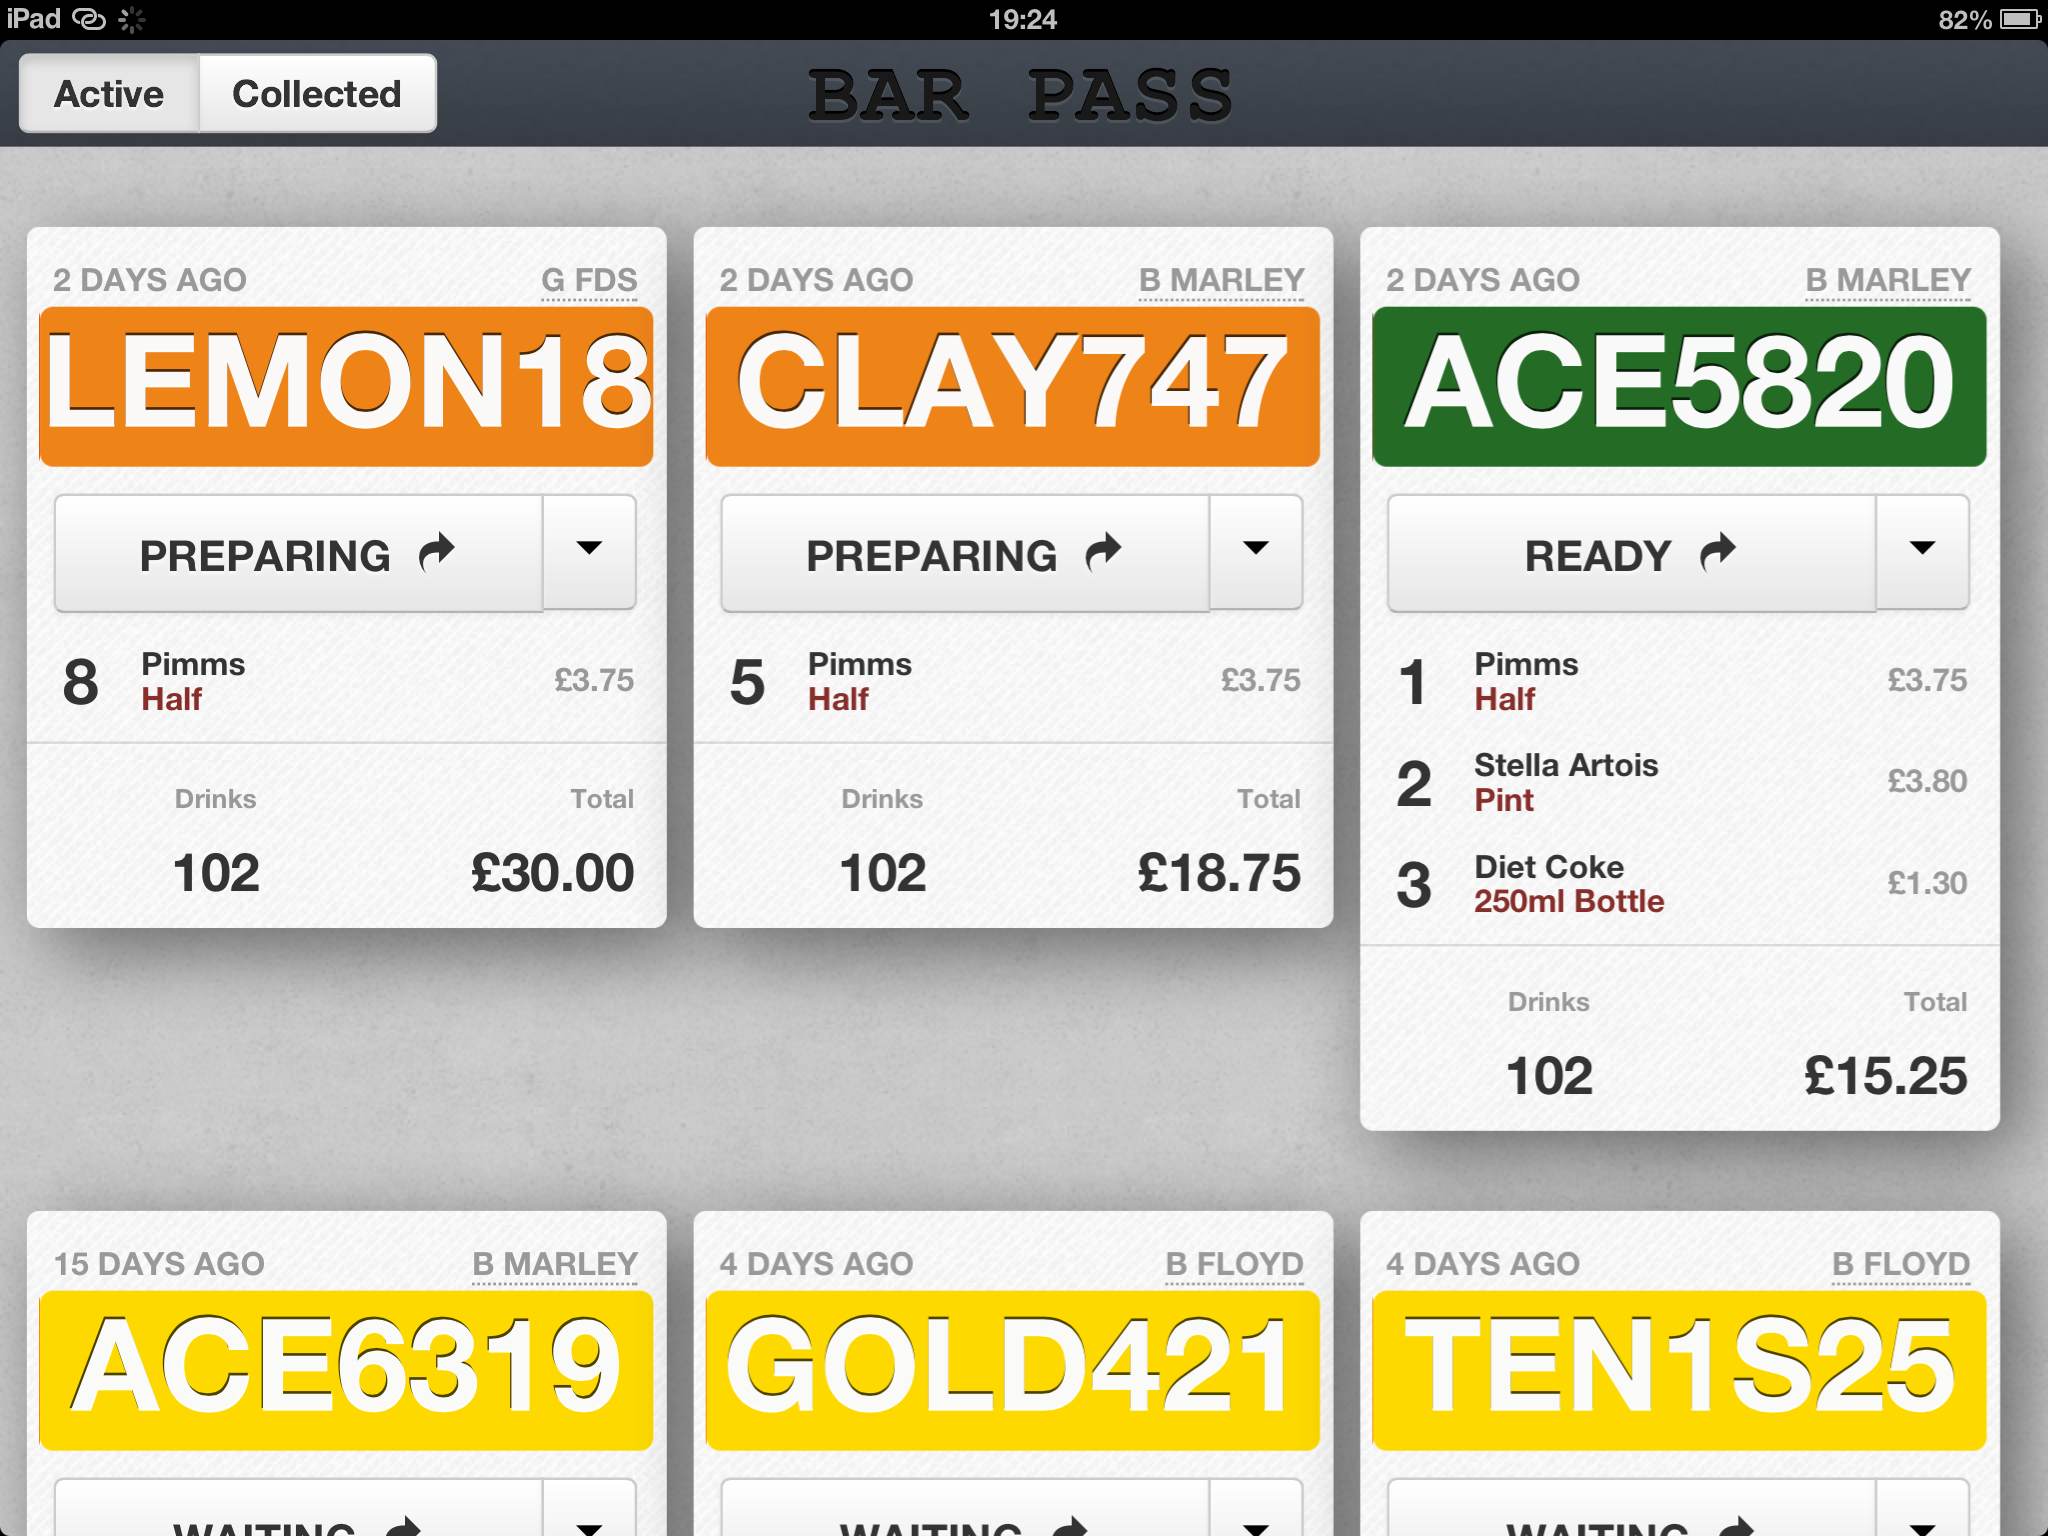 iPad 19:24 82%
Active Collected BAR PASS
2 DAYS AGO G FDS
LEMON18
PREPARING
8 Pimms £3.75
Half
Drinks Total
102 £30.00
2 DAYS AGO B MARLEY
CLAY747
PREPARING
5 Pimms £3.75
Half
Drinks Total
102 £18.75
2 DAYS AGO B MARLEY
ACE5820
READY
1 Pimms £3.75
Half
2 Stella Artois £3.80
Pint
3 Diet Coke £1.30
250ml Bottle
Drinks Total
102 £15.25
15 DAYS AGO B MARLEY
ACE6319
WAITING
4 DAYS AGO B FLOYD
GOLD421
WAITING
4 DAYS AGO B FLOYD
TEN1S25
WAITING